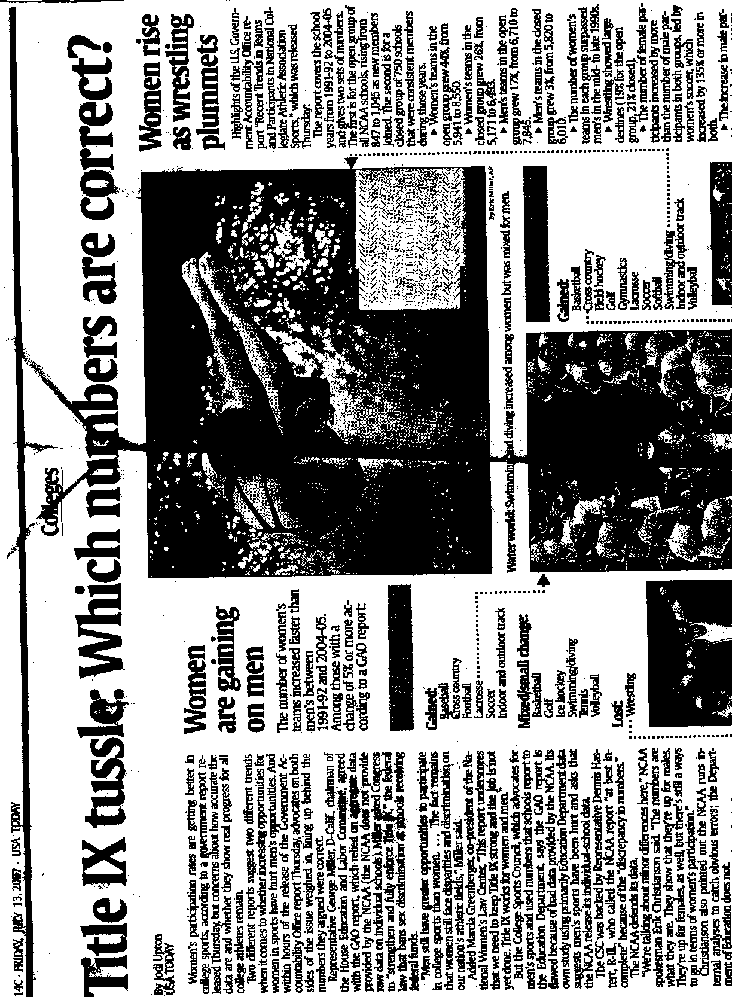 14C · FRIDAY, JULY 13, 2007 · USA TODAY
Colleges
Title IX tussle: Which numbers are correct?
By Jodi Upton
USA TODAY
Women's participation rates are getting better in
college sports, according to a government report re-
leased Thursday, but concerns about how accurate the
data are and whether they show real progress for all
college athletes remain.
Two different reports suggest two different trends
when it comes to whether increasing opportunities for
women in sports have hurt men's opportunities. And
within hours of the release of the Government Ac-
countability Office report Thursday, advocates on both
sides of the issue weighed in, lining up behind the
numbers they argued were correct.
Representative George Miller, D-Calif., chairman of
the House Education and Labor Committee, agreed
with the GAO report, which relied on aggregate data
provided by the NCAA (the NCAA does not provide
raw data on individual schools). Miller asked Congress
to "strengthen and fully enforce Title IX," the federal
law that bans sex discrimination at schools receiving
federal funds.
"Men still have greater opportunities to participate
in college sports than women. ... The fact remains
that women still face disparities and discrimination on
our nation's athletic fields," Miller said.
Added Marcia Greenberger, co-president of the Na-
tional Women's Law Center, "This report underscores
that we need to keep Title IX strong and the job is not
yet done. Title IX works for women and men."
But the College Sports Council, which advocates for
men's sports and used numbers that schools report to
the Education Department, says the GAO report is
flawed because of bad data provided by the NCAA. Its
own study using primarily Education Department data
suggests men's sports have been hurt and asks that
the NCAA release its individual-school data.
The CSC was backed by Representative Dennis Has-
tert, R-Ill., who called the NCAA report "at best in-
complete" because of the "discrepancy in numbers."
The NCAA defends its data.
"We're talking about minor differences here," NCAA
spokesman Erik Christianson said. "The numbers are
what they are. They show that they're up for males.
They're up for females, as well, but there's still a ways
to go in terms of women's participation."
Christianson also pointed out the NCAA runs in-
ternal analyses to catch obvious errors; the Depart-
ment of Education does not.
Women
are gaining
on men
The number of women's
teams increased faster than
men's between
1991-92 and 2004-05.
Among those with a
change of 5% or more ac-
cording to a GAO report:
Gained:
Baseball
Cross country
Football
Lacrosse
Soccer
Indoor and outdoor track
Mixed/small change:
Basketball
Golf
Ice hockey
Swimming/diving
Tennis
Volleyball
Lost:
Wrestling
By Eric Miller, AP
Water world: Swimming and diving increased among women but was mixed for men.
Gained:
Basketball
Cross country
Field hockey
Golf
Gymnastics
Lacrosse
Soccer
Softball
Swimming/diving
Indoor and outdoor track
Volleyball
Women rise
as wrestling
plummets
Highlights of the U.S. Govern-
ment Accountability Office re-
port "Recent Trends in Teams
and Participants in National Col-
legiate Athletic Association
Sports," which was released
Thursday:
The report covers the school
years from 1991-92 to 2004-05
and gives two sets of numbers.
The first is for the open group of
all NCAA schools, rising from
847 to 1,045 as new members
joined. The second is for a
closed group of 750 schools
that were consistent members
during those years.
► Women's teams in the
open group grew 44%, from
5,941 to 8,550.
► Women's teams in the
closed group grew 26%, from
5,171 to 6,493.
► Men's teams in the open
group grew 17%, from 6,710 to
7,845.
► Men's teams in the closed
group grew 3%, from 5,820 to
6,010.
► The number of women's
teams in each group surpassed
men's in the mid- to late 1990s.
► Wrestling showed large
declines (19% for the open
group, 21% closed).
► The number of female par-
ticipants increased by more
than the number of male par-
ticipants in both groups, led by
women's soccer, which
increased by 135% or more in
both.
► The increase in male par-